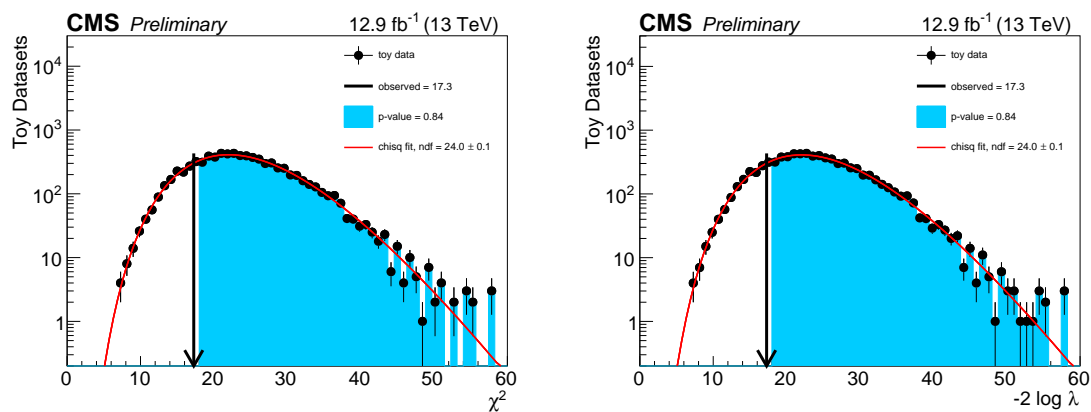 CMS Preliminary 12.9 fb⁻¹ (13 TeV)
Toy Datasets
10⁴
10³
10²
10
1
toy data
observed = 17.3
p-value = 0.84
chisq fit, ndf = 24.0 ± 0.1
0 10 20 30 40 50 60
χ²
CMS Preliminary 12.9 fb⁻¹ (13 TeV)
Toy Datasets
10⁴
10³
10²
10
1
toy data
observed = 17.3
p-value = 0.84
chisq fit, ndf = 24.0 ± 0.1
0 10 20 30 40 50 60
-2 log λ